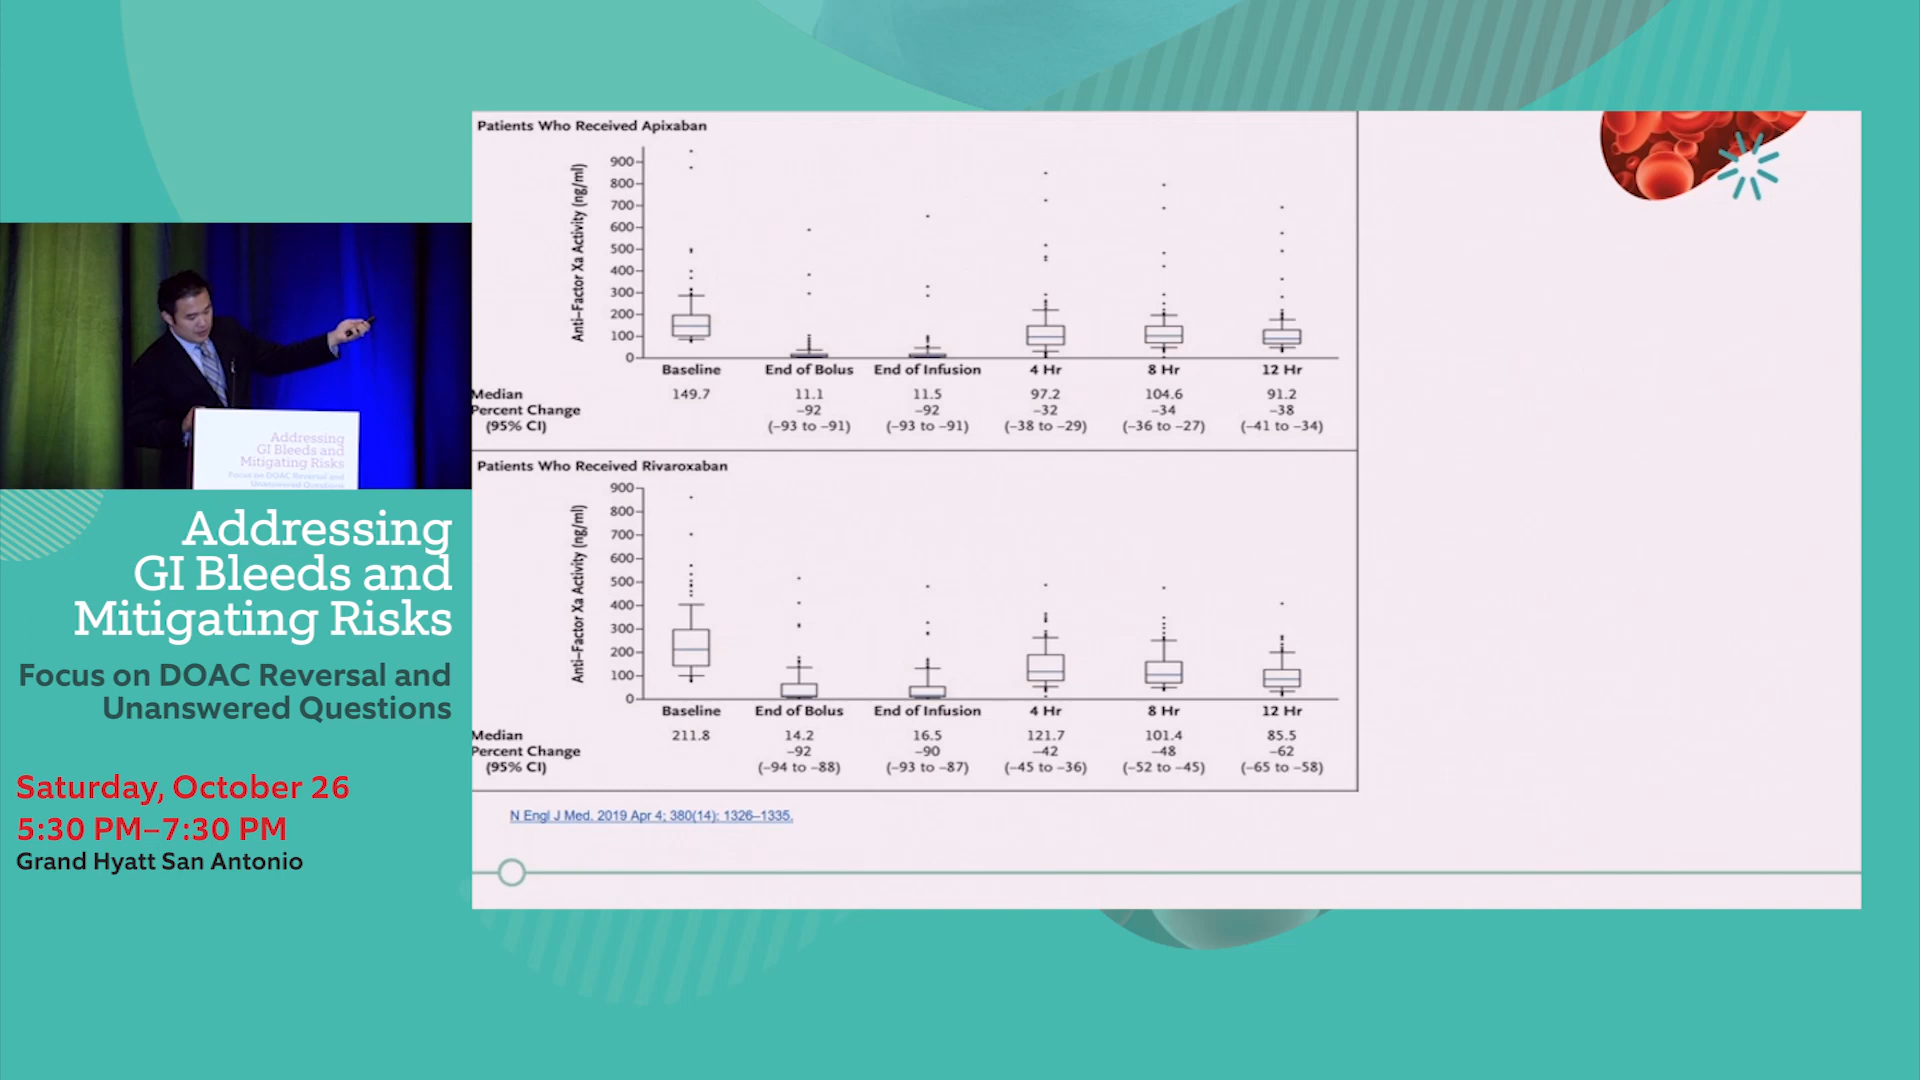 Addressing
GI Bleeds and
Mitigating Risks
Focus on DOAC Reversal and
Unanswered Questions
Addressing
GI Bleeds and
Mitigating Risks
Focus on DOAC Reversal and
Unanswered Questions
Saturday, October 26
5:30 PM–7:30 PM
Grand Hyatt San Antonio
Patients Who Received Apixaban
Anti–Factor Xa Activity (ng/ml)
900
800
700
600
500
400
300
200
100
0
Baseline End of Bolus End of Infusion 4 Hr 8 Hr 12 Hr
Median 149.7 11.1 11.5 97.2 104.6 91.2
Percent Change –92 –92 –32 –34 –38
(95% CI) (–93 to –91) (–93 to –91) (–38 to –29) (–36 to –27) (–41 to –34)
Patients Who Received Rivaroxaban
Anti–Factor Xa Activity (ng/ml)
900
800
700
600
500
400
300
200
100
0
Baseline End of Bolus End of Infusion 4 Hr 8 Hr 12 Hr
Median 211.8 14.2 16.5 121.7 101.4 85.5
Percent Change –92 –90 –42 –48 –62
(95% CI) (–94 to –88) (–93 to –87) (–45 to –36) (–52 to –45) (–65 to –58)
N Engl J Med. 2019 Apr 4; 380(14): 1326–1335.